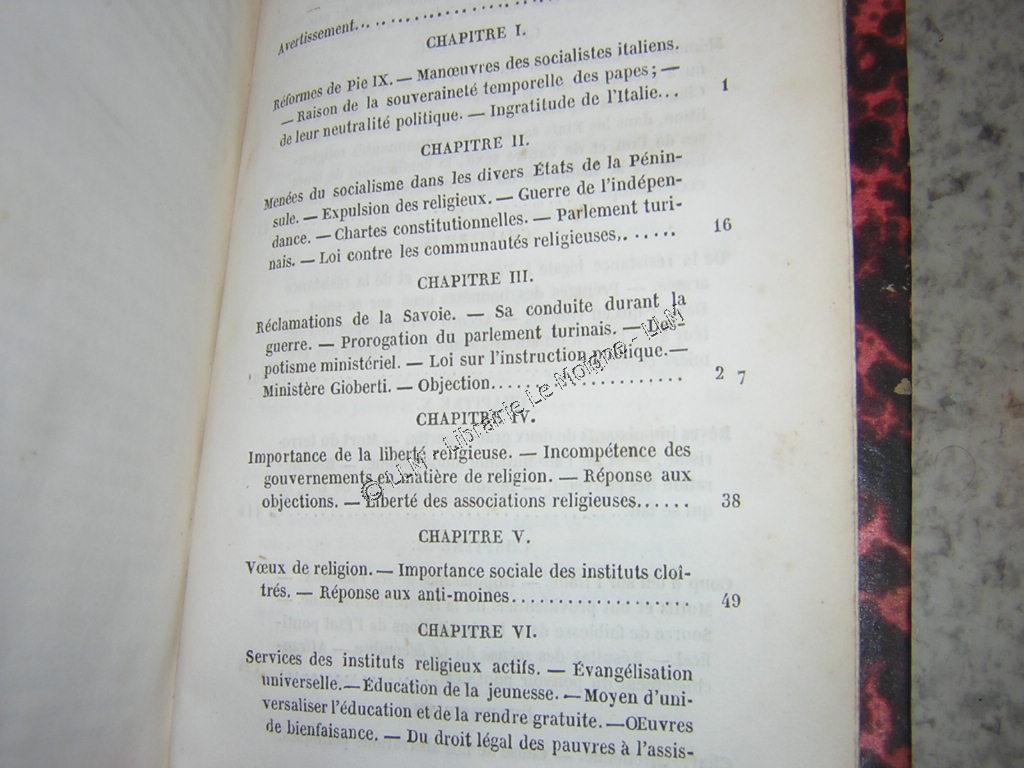 Avertissement..................
CHAPITRE I.
Réformes de Pie IX. — Manœuvres des socialistes italiens.
— Raison de la souveraineté temporelle des papes; —
de leur neutralité politique. — Ingratitude de l'Italie... 1
CHAPITRE II.
Menées du socialisme dans les divers États de la Pénin-
sule. — Expulsion des religieux. — Guerre de l'indépen-
dance. — Chartes constitutionnelles. — Parlement turi-
nais. — Loi contre les communautés religieuses,...... 16
CHAPITRE III.
Réclamations de la Savoie. — Sa conduite durant la
guerre. — Prorogation du parlement turinais. — Des-
potisme ministériel. — Loi sur l'instruction publique. —
Ministère Gioberti. — Objection...................... 2 7
CHAPITRE IV.
Importance de la liberté religieuse. — Incompétence des
gouvernements en matière de religion. — Réponse aux
objections. — Liberté des associations religieuses...... 38
CHAPITRE V.
Vœux de religion. — Importance sociale des instituts cloî-
trés. — Réponse aux anti-moines.................... 49
CHAPITRE VI.
Services des instituts religieux actifs. — Évangélisation
universelle. — Éducation de la jeunesse. — Moyen d'uni-
versaliser l'éducation et de la rendre gratuite. — OEuvres
de bienfaisance. — Du droit légal des pauvres à l'assis-
© LLM - Librairie Le Moigno - LLM